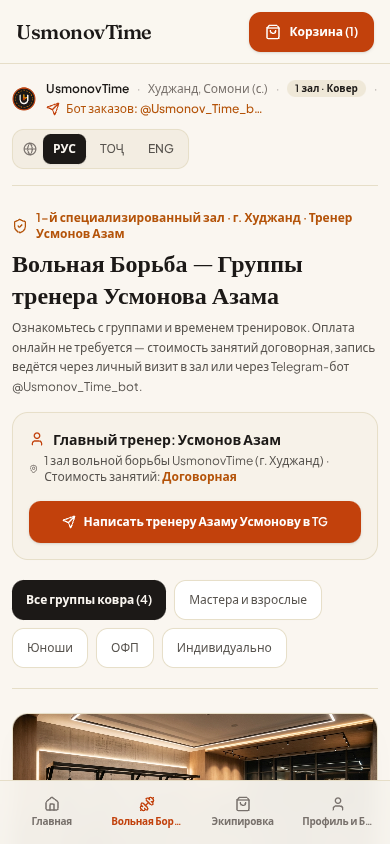 UsmonovTime
Корзина (1)
UsmonovTime · Худжанд, Сомони (с.) · 1 зал · Ковер ·
Бот заказов: @Usmonov_Time_b...
РУС ТОҶ ENG
1-й специализированный зал · г. Худжанд · Тренер
Усмонов Азам
Вольная Борьба — Группы
тренера Усмонова Азама
Ознакомьтесь с группами и временем тренировок. Оплата
онлайн не требуется — стоимость занятий договорная, запись
ведётся через личный визит в зал или через Telegram-бот
@Usmonov_Time_bot.
Главный тренер: Усмонов Азам
1 зал вольной борьбы UsmonovTime (г. Худжанд) ·
Стоимость занятий: Договорная
Написать тренеру Азаму Усмонову в TG
Все группы ковра (4) Мастера и взрослые
Юноши ОФП Индивидуально
Главная Вольная Бор... Экипировка Профиль и Б...